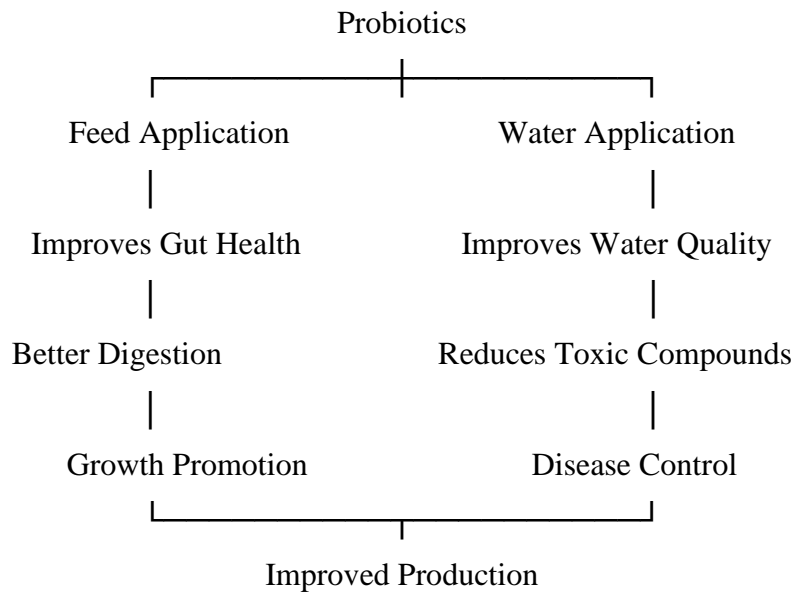 Probiotics
Feed Application Water Application
Improves Gut Health Improves Water Quality
Better Digestion Reduces Toxic Compounds
Growth Promotion Disease Control
Improved Production